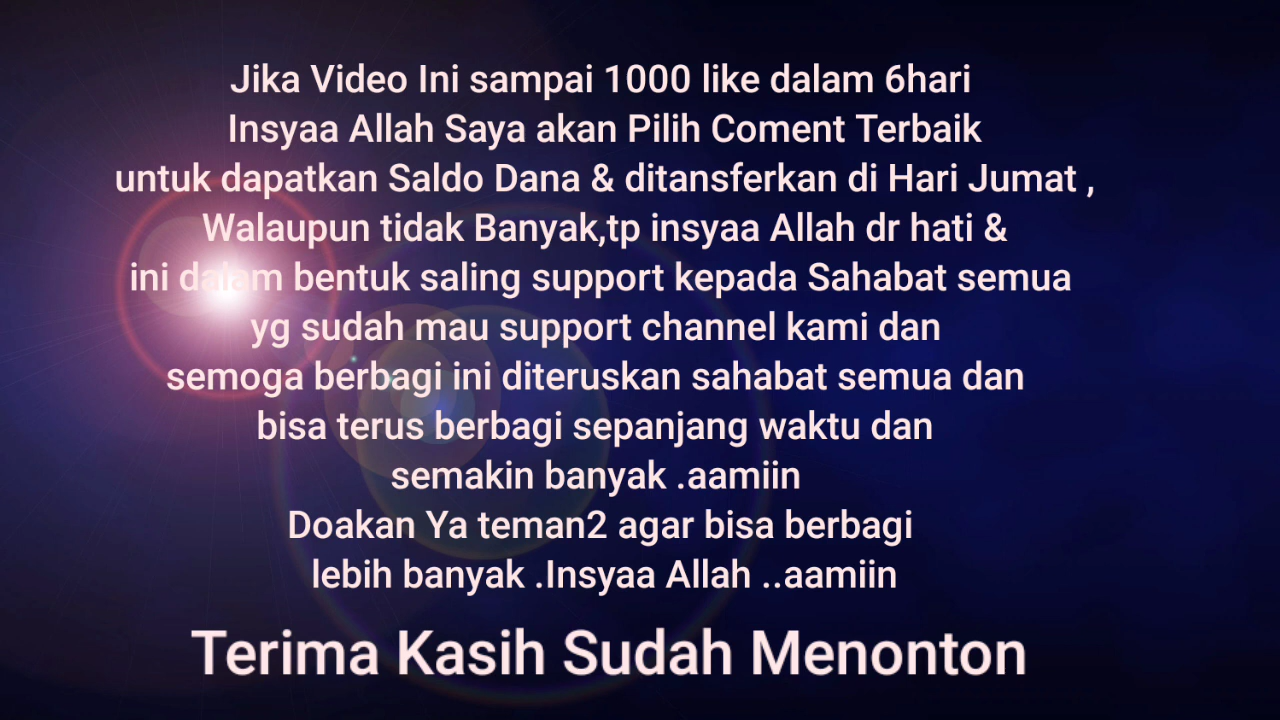 Jika Video Ini sampai 1000 like dalam 6hari
Insyaa Allah Saya akan Pilih Coment Terbaik
untuk dapatkan Saldo Dana & ditansferkan di Hari Jumat ,
Walaupun tidak Banyak,tp insyaa Allah dr hati &
ini dalam bentuk saling support kepada Sahabat semua
yg sudah mau support channel kami dan
semoga berbagi ini diteruskan sahabat semua dan
bisa terus berbagi sepanjang waktu dan
semakin banyak .aamiin
Doakan Ya teman2 agar bisa berbagi
lebih banyak .Insyaa Allah ..aamiin
Terima Kasih Sudah Menonton